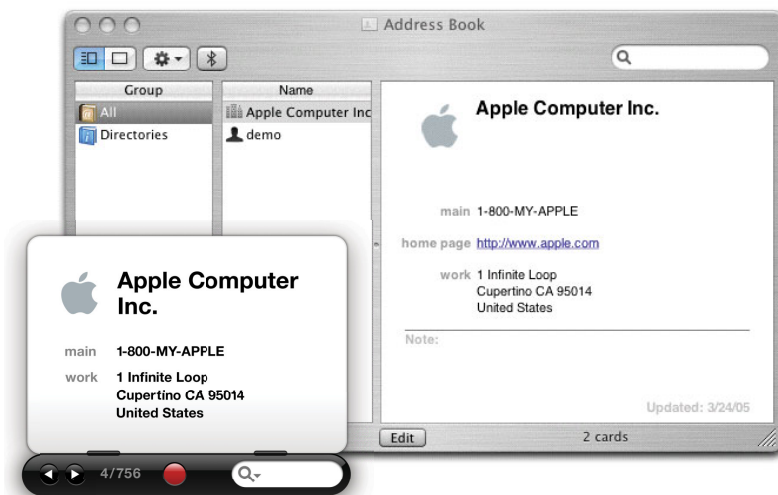 Address Book
Group
Name
All
Directories
Apple Computer Inc
demo
Apple Computer Inc.
main 1-800-MY-APPLE
home page http://www.apple.com
work 1 Infinite Loop
Cupertino CA 95014
United States
Note:
Updated: 3/24/05
Edit
2 cards
Apple Computer
Inc.
main 1-800-MY-APPLE
work 1 Infinite Loop
Cupertino CA 95014
United States
4/756